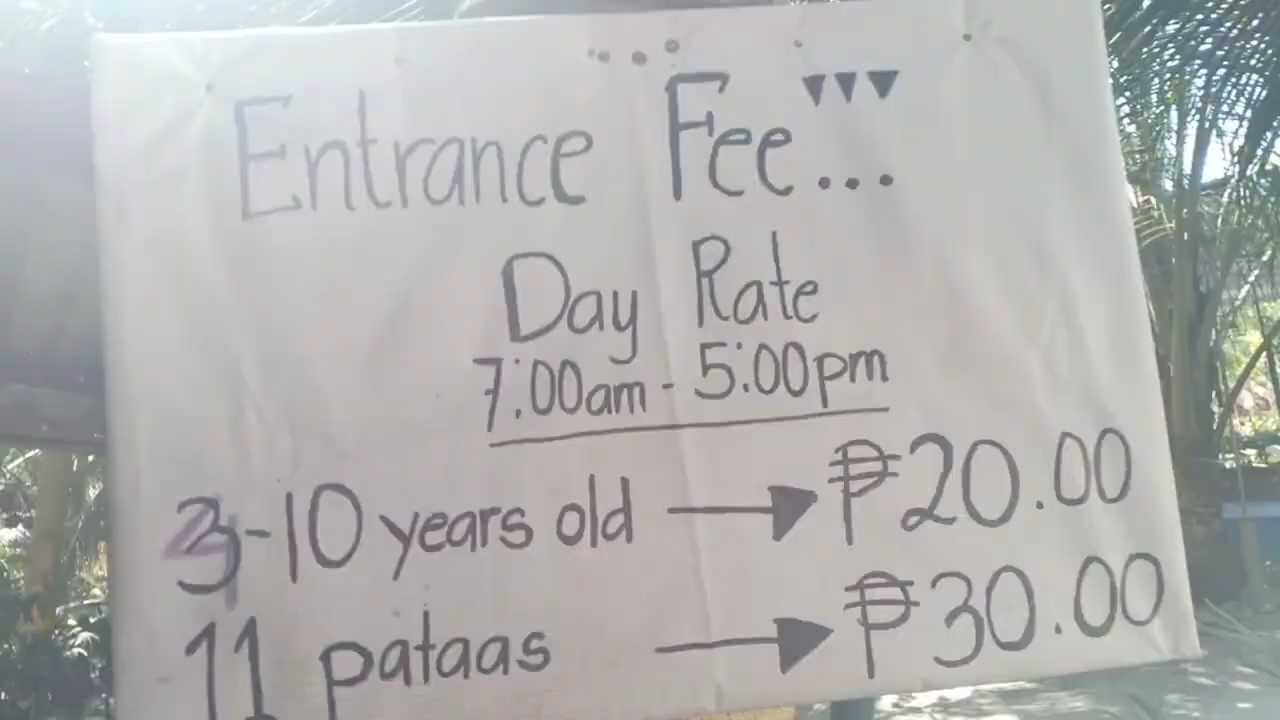 Entrance Fee...
Day Rate
7:00am - 5:00pm
3-10 years old → ₱20.00
11 pataas → ₱30.00